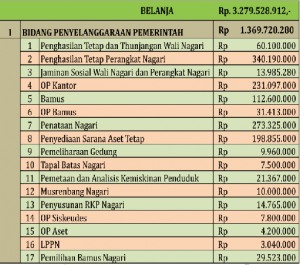 BELANJA Rp. 3.279.528.912,-
I BIDANG PENYELANGGARAAN PEMERINTAH Rp 1.369.720.280
1 Penghasilan Tetap dan Thunjangan Wali Nagari Rp 60.100.000
2 Penghasilan Tetap Perangkat Nagari Rp 340.190.000
3 Jaminan Sosial Wali Nagari dan Perangkat Nagari Rp 13.985.280
4 OP Kantor Rp 231.097.000
5 Bamus Rp 112.600.000
6 OP Bamus Rp 31.413.000
7 Penataan Nagari Rp 273.325.000
8 Penyediaan Sarana Aset Tetap Rp 198.855.000
9 Pemeliharaan Gedung Rp 9.960.000
10 Tapal Batas Nagari Rp 7.500.000
11 Pemetaan dan Analisis Kemiskinan Penduduk Rp 21.367.000
12 Musrenbang Nagari Rp 10.000.000
13 Penyusunan RKP Nagari Rp 14.765.000
14 OP Siskeudes Rp 7.800.000
15 OP Aset Rp 4.200.000
16 LPPN Rp 3.040.000
17 Pemilihan Bamus Nagari Rp 29.523.000